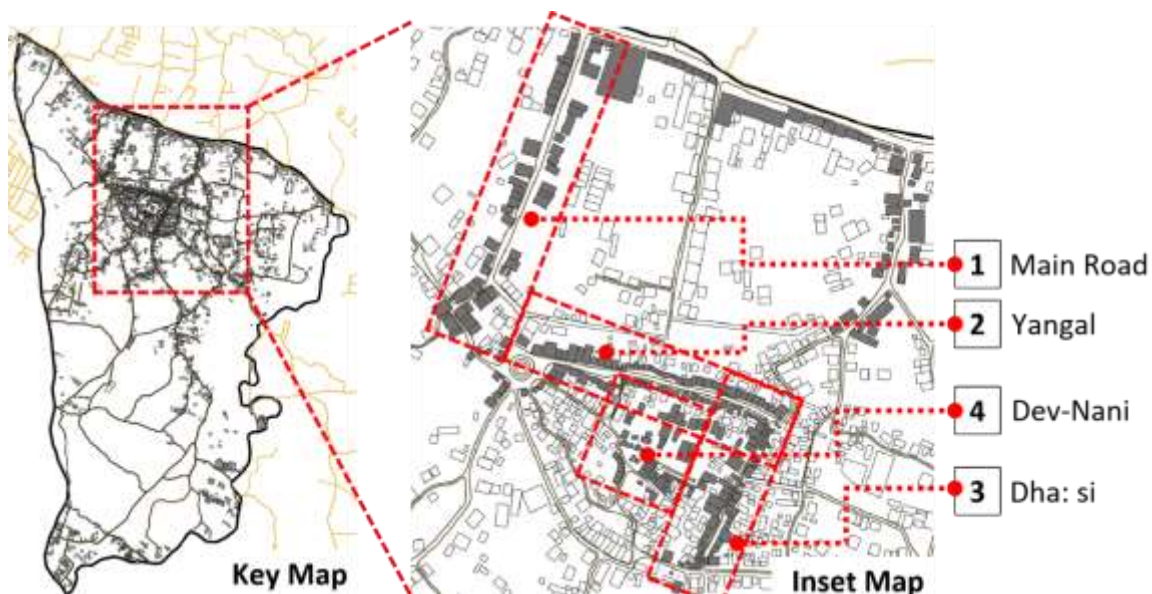 1 Main Road
2 Yangal
4 Dev-Nani
3 Dha: si
Key Map
Inset Map